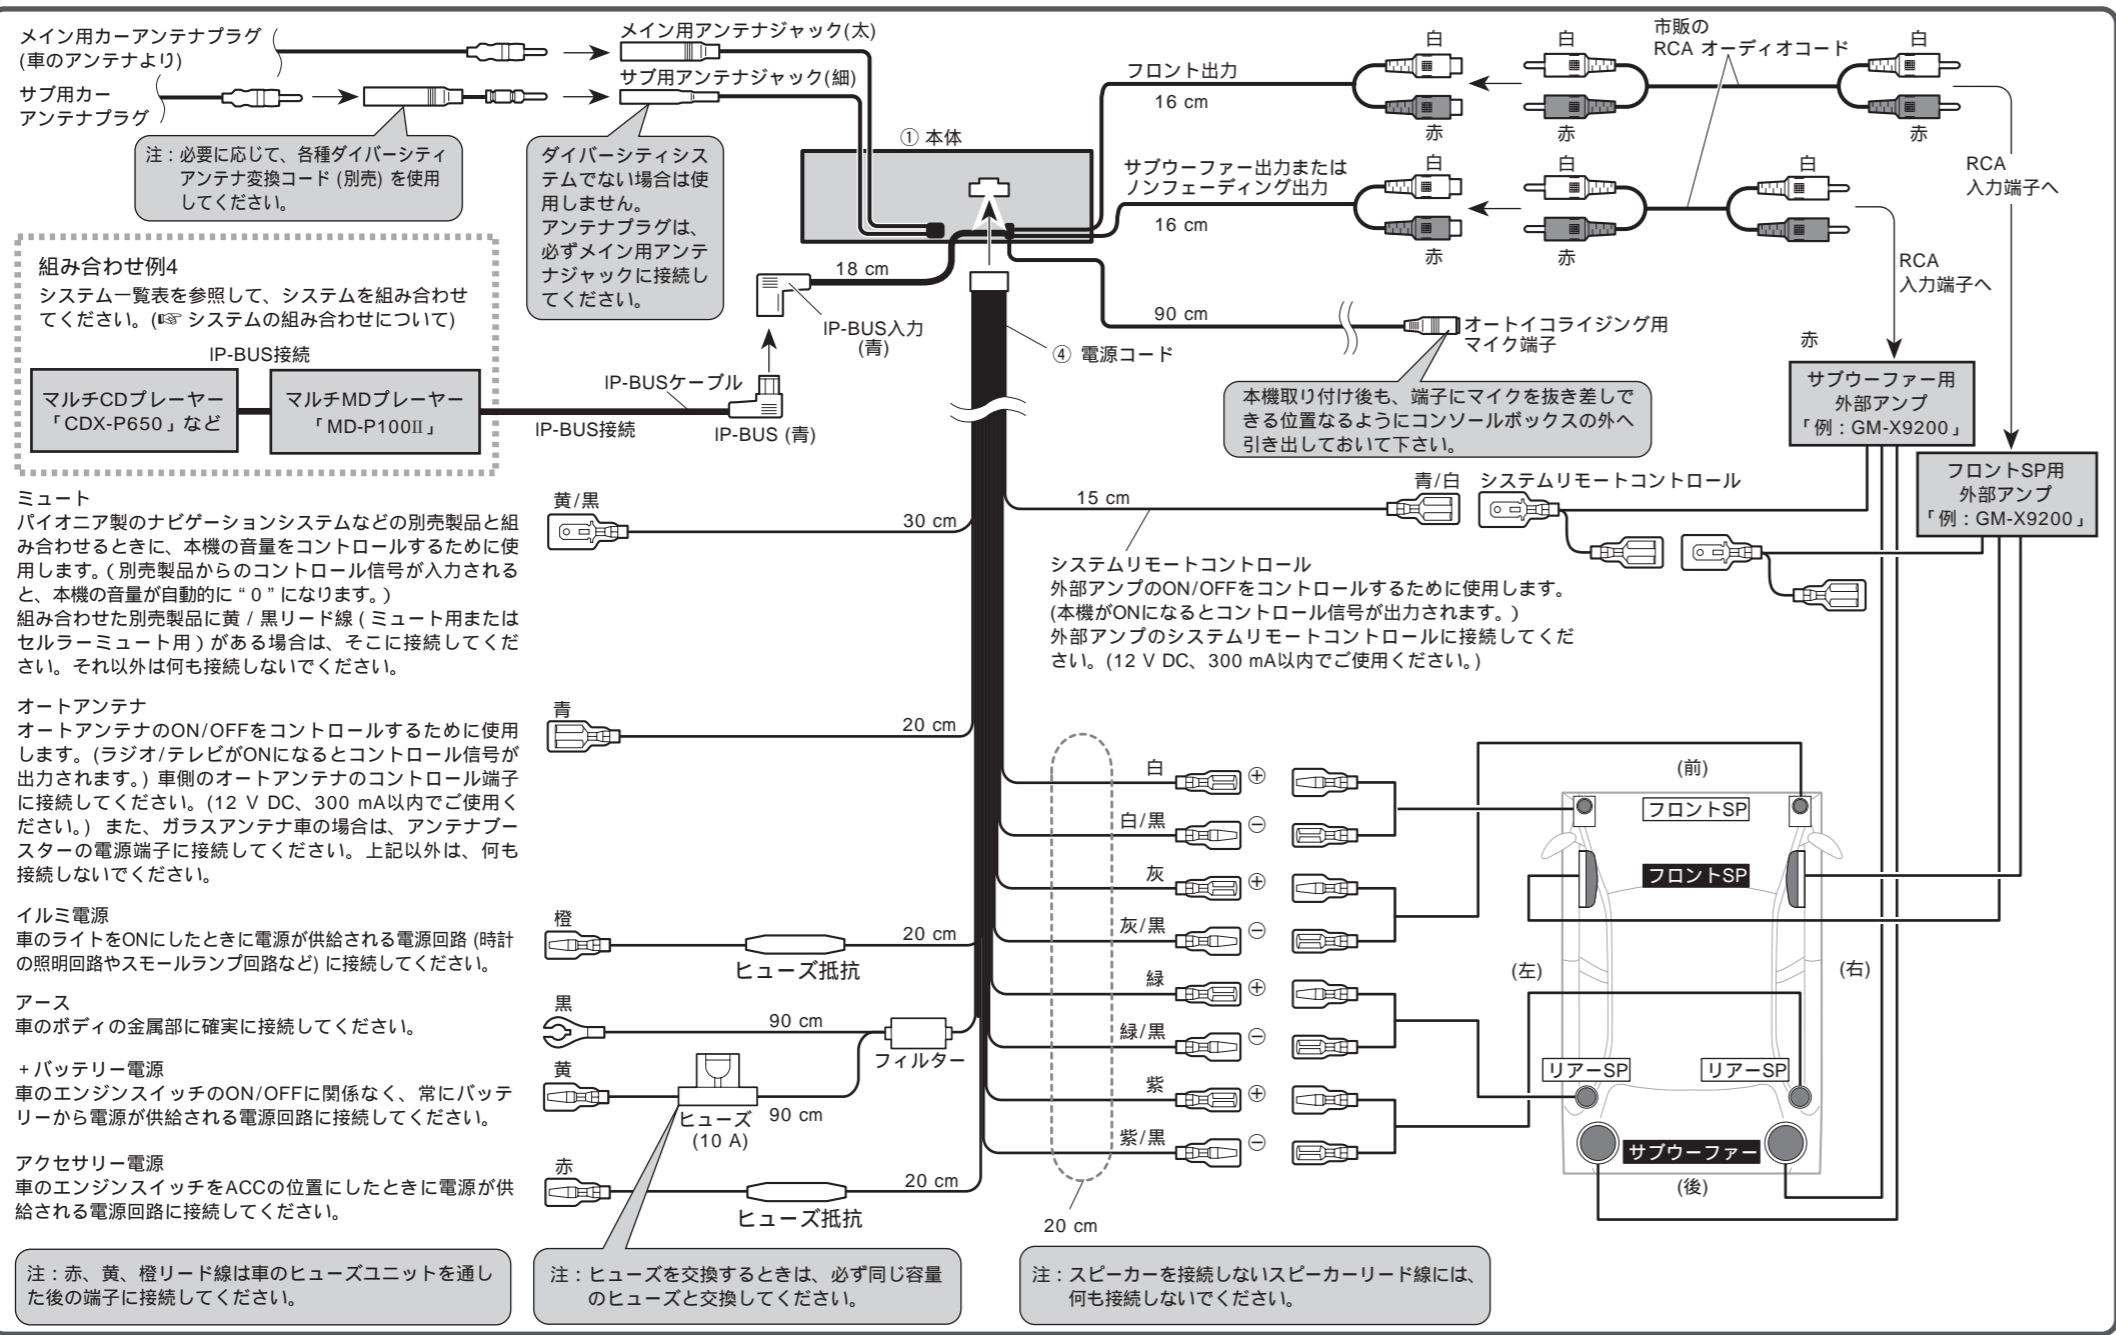 メイン用カーアンテナプラグ
(車のアンテナより)
サブ用カー
アンテナプラグ
メイン用アンテナジャック(太)
サブ用アンテナジャック(細)
注：必要に応じて、各種ダイバーシティ
アンテナ変換コード (別売) を使用
してください。
ダイバーシティシス
テムでない場合は使
用しません。
アンテナプラグは、
必ずメイン用アンテ
ナジャックに接続し
てください。
① 本体
フロント出力
16 cm
サブウーファー出力または
ノンフェーディング出力
16 cm
白
赤
白
赤
市販の
RCA オーディオコード
白
赤
白
赤
白
赤
白
赤
RCA
入力端子へ
RCA
入力端子へ
90 cm
オートイコライジング用
マイク端子
本機取り付け後も、端子にマイクを抜き差しで
きる位置なるようにコンソールボックスの外へ
引き出しておいて下さい。
サブウーファー用
外部アンプ
「例：GM-X9200」
フロントSP用
外部アンプ
「例：GM-X9200」
組み合わせ例4
システム一覧表を参照して、システムを組み合わせ
てください。(☞ システムの組み合わせについて)
IP-BUS接続
マルチCDプレーヤー
「CDX-P650」など
マルチMDプレーヤー
「MD-P100Ⅱ」
IP-BUS接続
IP-BUSケーブル
IP-BUS (青)
18 cm
IP-BUS入力
(青)
④ 電源コード
ミュート
パイオニア製のナビゲーションシステムなどの別売製品と組
み合わせるときに、本機の音量をコントロールするために使
用します。(別売製品からのコントロール信号が入力される
と、本機の音量が自動的に“0”になります。)
組み合わせた別売製品に黄/黒リード線(ミュート用または
セルラーミュート用)がある場合は、そこに接続してくだ
さい。それ以外は何も接続しないでください。
黄/黒
30 cm
オートアンテナ
オートアンテナのON/OFFをコントロールするために使用
します。(ラジオ/テレビがONになるとコントロール信号が
出力されます。) 車側のオートアンテナのコントロール端子
に接続してください。(12 V DC、300 mA以内でご使用く
ださい。) また、ガラスアンテナ車の場合は、アンテナブー
スターの電源端子に接続してください。上記以外は、何も
接続しないでください。
青
20 cm
イルミ電源
車のライトをONにしたときに電源が供給される電源回路 (時計
の照明回路やスモールランプ回路など) に接続してください。
橙
ヒューズ抵抗
20 cm
アース
車のボディの金属部に確実に接続してください。
黒
90 cm
フィルター
+バッテリー電源
車のエンジンスイッチのON/OFFに関係なく、常にバッテ
リーから電源が供給される電源回路に接続してください。
黄
ヒューズ
(10 A)
90 cm
アクセサリー電源
車のエンジンスイッチをACCの位置にしたときに電源が供
給される電源回路に接続してください。
赤
ヒューズ抵抗
20 cm
15 cm
青/白
システムリモートコントロール
システムリモートコントロール
外部アンプのON/OFFをコントロールするために使用します。
(本機がONになるとコントロール信号が出力されます。)
外部アンプのシステムリモートコントロールに接続してくだ
さい。(12 V DC、300 mA以内でご使用ください。)
白
⊕
白/黒
⊖
灰
⊕
灰/黒
⊖
緑
⊕
緑/黒
⊖
紫
⊕
紫/黒
⊖
20 cm
(前)
フロントSP
フロントSP
(左)
(右)
リアーSP
リアーSP
サブウーファー
(後)
注：赤、黄、橙リード線は車のヒューズユニットを通し
た後の端子に接続してください。
注：ヒューズを交換するときは、必ず同じ容量
のヒューズと交換してください。
注：スピーカーを接続しないスピーカーリード線には、
何も接続しないでください。